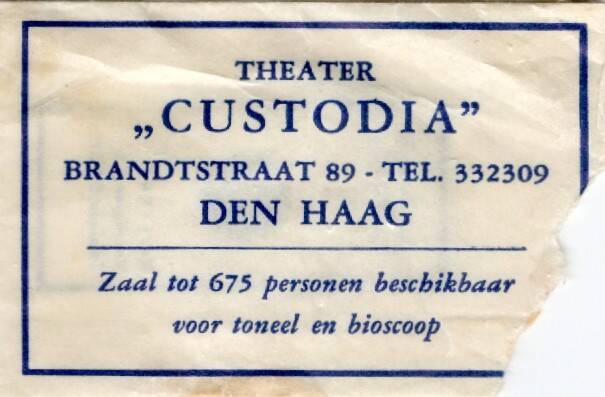 THEATER
„CUSTODIA”
BRANDTSTRAAT 89 - TEL. 332309
DEN HAAG
Zaal tot 675 personen beschikbaar
voor toneel en bioscoop